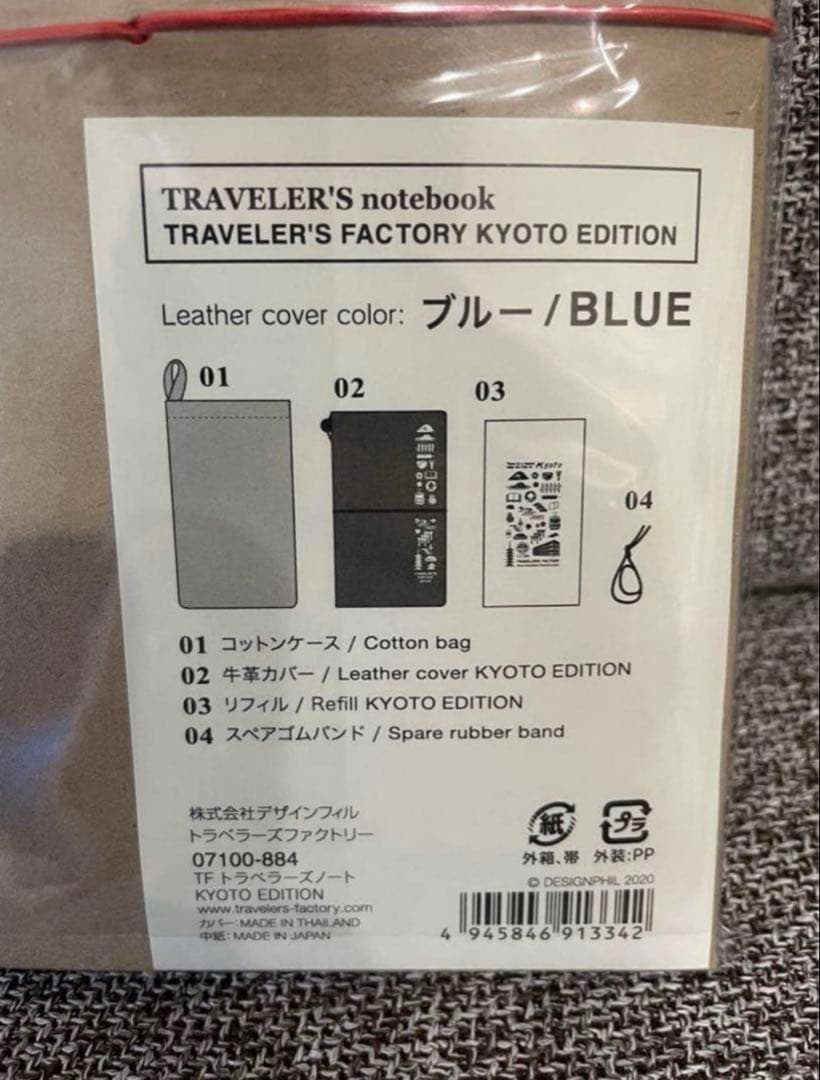 TRAVELER'S notebook
TRAVELER'S FACTORY KYOTO EDITION
Leather cover color: ブルー / BLUE
01
02
03
Kyoto
TRAVELER'S FACTORY
04
01 コットンケース / Cotton bag
02 牛革カバー / Leather cover KYOTO EDITION
03 リフィル / Refill KYOTO EDITION
04 スペアゴムバンド / Spare rubber band
株式会社デザインフィル
トラベラーズファクトリー
07100-884
TF トラベラーズノート
KYOTO EDITION
www.travelers-factory.com
カバー: MADE IN THAILAND
中紙: MADE IN JAPAN
紙 プラ
外箱、帯 外装:PP
© DESIGNPHIL 2020
4 945846 913342